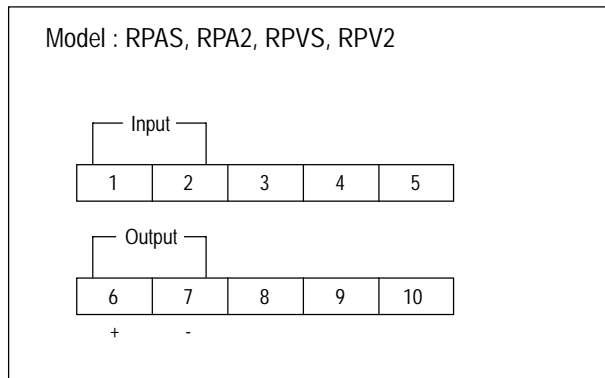 Model : RPAS, RPA2, RPVS, RPV2
Input
1 2 3 4 5
Output
6 7 8 9 10
+ -